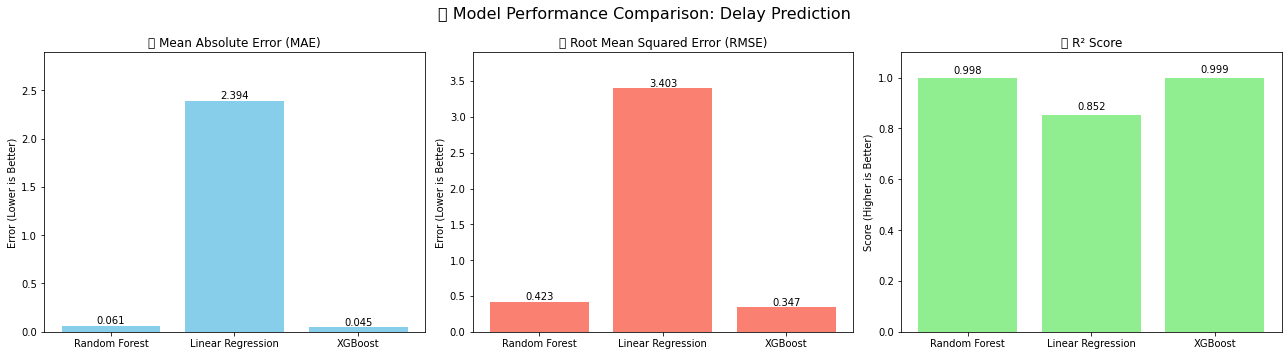 Model Performance Comparison: Delay Prediction
Mean Absolute Error (MAE)
Error (Lower is Better)
2.5
2.0
1.5
1.0
0.5
0.0
0.061
2.394
0.045
Random Forest
Linear Regression
XGBoost
Root Mean Squared Error (RMSE)
Error (Lower is Better)
3.5
3.0
2.5
2.0
1.5
1.0
0.5
0.0
0.423
3.403
0.347
Random Forest
Linear Regression
XGBoost
R² Score
Score (Higher is Better)
1.0
0.8
0.6
0.4
0.2
0.0
0.998
0.852
0.999
Random Forest
Linear Regression
XGBoost